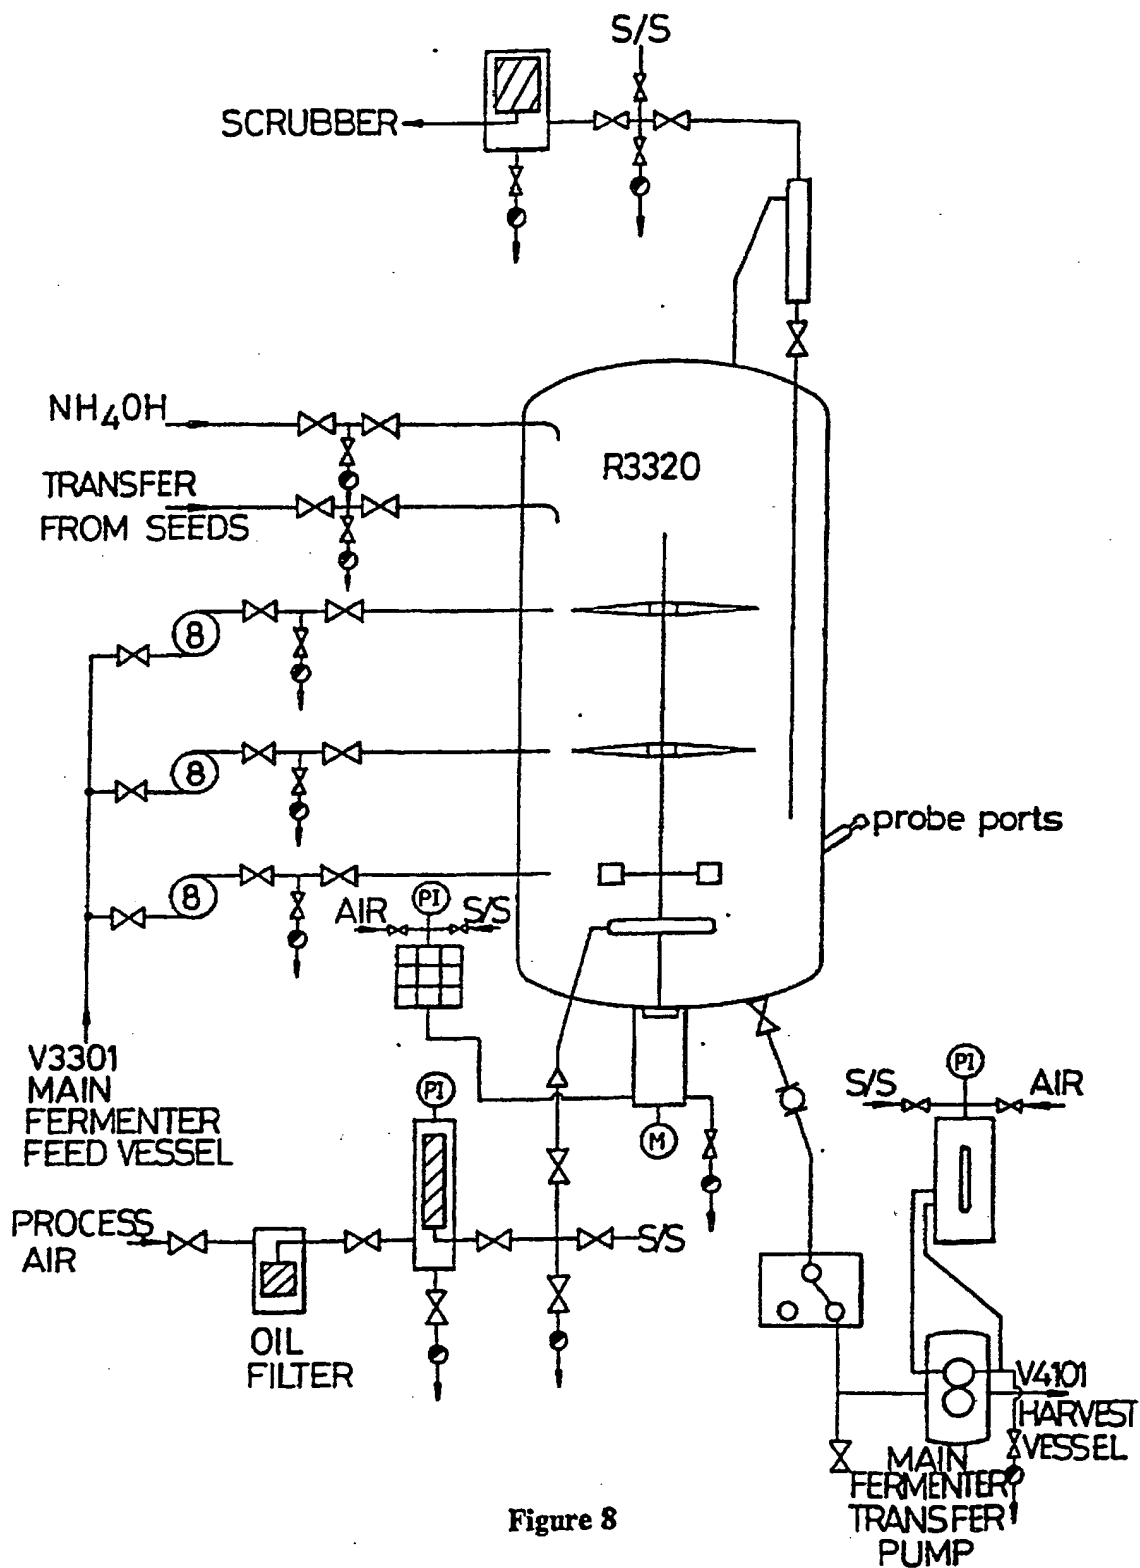 S/S
SCRUBBER
NH4OH
R3320
TRANSFER
FROM SEEDS
8
8
probe ports
8
PI
AIR
S/S
V3301
MAIN
FERMENTER
FEED VESSEL
PI
M
PI
S/S
AIR
PROCESS
AIR
S/S
OIL
FILTER
V4101
HARVEST
VESSEL
MAIN
FERMENTER
TRANSFER
PUMP
Figure 8